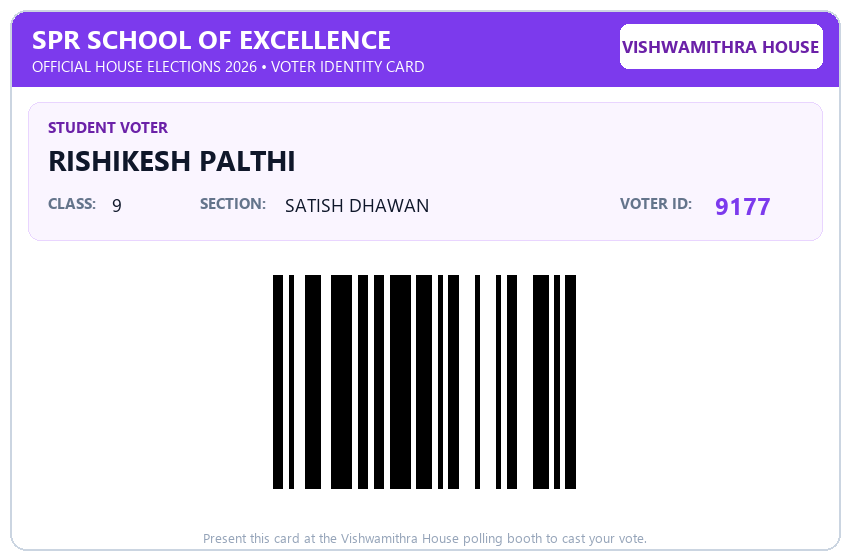 SPR SCHOOL OF EXCELLENCE
OFFICIAL HOUSE ELECTIONS 2026 • VOTER IDENTITY CARD
VISHWAMITHRA HOUSE
STUDENT VOTER
RISHIKESH PALTHI
CLASS: 9 SECTION: SATISH DHAWAN VOTER ID: 9177
Present this card at the Vishwamithra House polling booth to cast your vote.